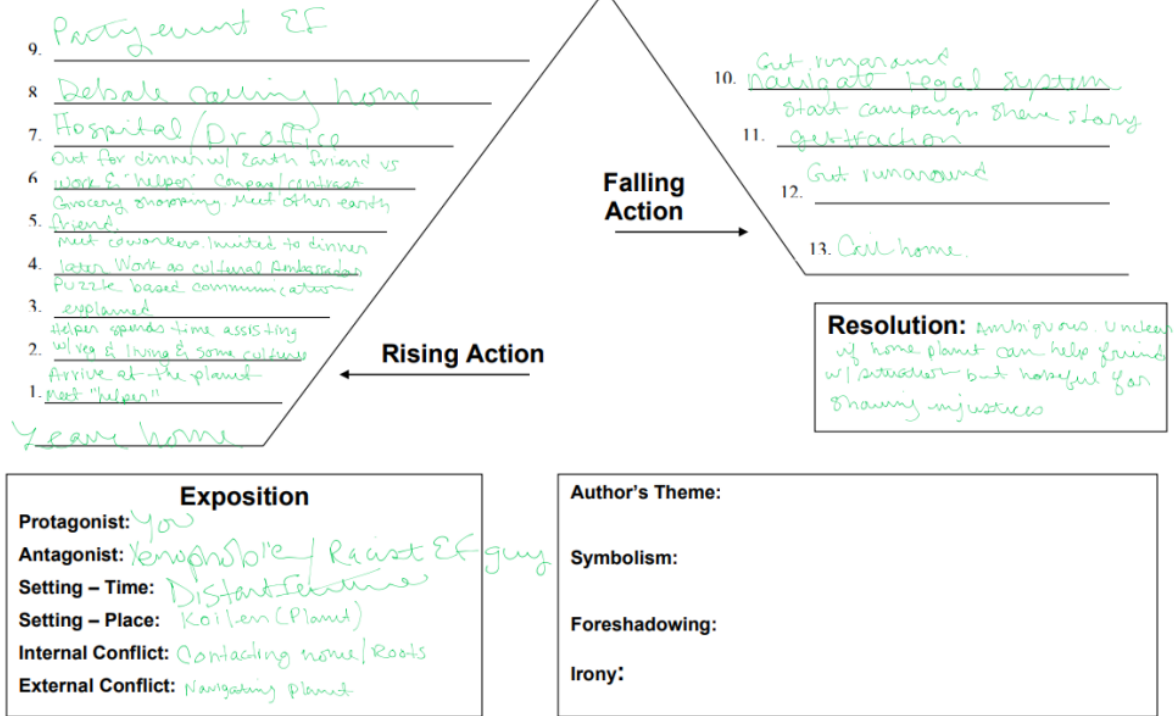 9. Party event EF
8 Debate calling home
7. Hospital/Dr office
Out for dinner w/ Earth friend vs
6 work & "helper" Compare/contrast
Grocery shopping. Meet other earth
5. friend.
Meet coworkers. Invited to dinner
4. later Work as cultural Ambassador
Puzzle based communication
3. explained
Helper spends time assisting
2. w/ reg & living & some culture
Arrive at the planet
1. Meet "helper"
Leave home
Rising Action
Falling
Action
Get runaround
10. navigate legal system
Start campaign share story
11. get traction
Get runaround
12.
13. Call home.
Resolution: Ambiguous. Unclear
if home planet can help friend
w/ situation but hopeful for
sharing injustices
Exposition
Protagonist: You
Antagonist: Xenophobic/Racist EF guy
Setting – Time: Distant future
Setting – Place: Koilen (Planet)
Internal Conflict: Contacting home/Roots
External Conflict: Navigating planet
Author's Theme:
Symbolism:
Foreshadowing:
Irony: